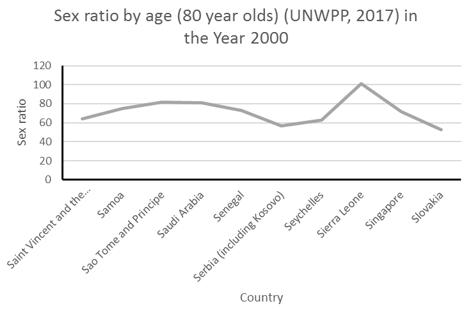 Sex ratio by age (80 year olds) (UNWPP, 2017) in
the Year 2000
120
100
80
60
40
20
0
Sex ratio
Saint Vincent and the...
Samoa
Sao Tome and Principe
Saudi Arabia
Senegal
Serbia (including Kosovo)
Seychelles
Sierra Leone
Singapore
Slovakia
Country